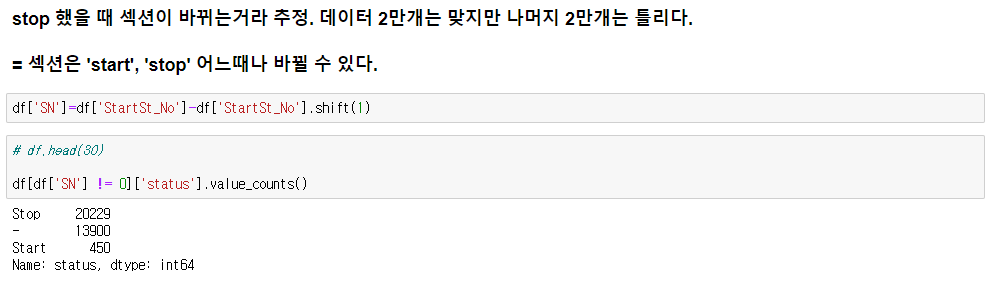 stop 했을 때 섹션이 바뀌는거라 추정. 데이터 2만개는 맞지만 나머지 2만개는 틀리다.
= 섹션은 'start', 'stop' 어느때나 바뀔 수 있다.
df['SN']=df['StartSt_No']-df['StartSt_No'].shift(1)
# df.head(30)
df[df['SN'] != 0]['status'].value_counts()
Stop 20229
- 13900
Start 450
Name: status, dtype: int64